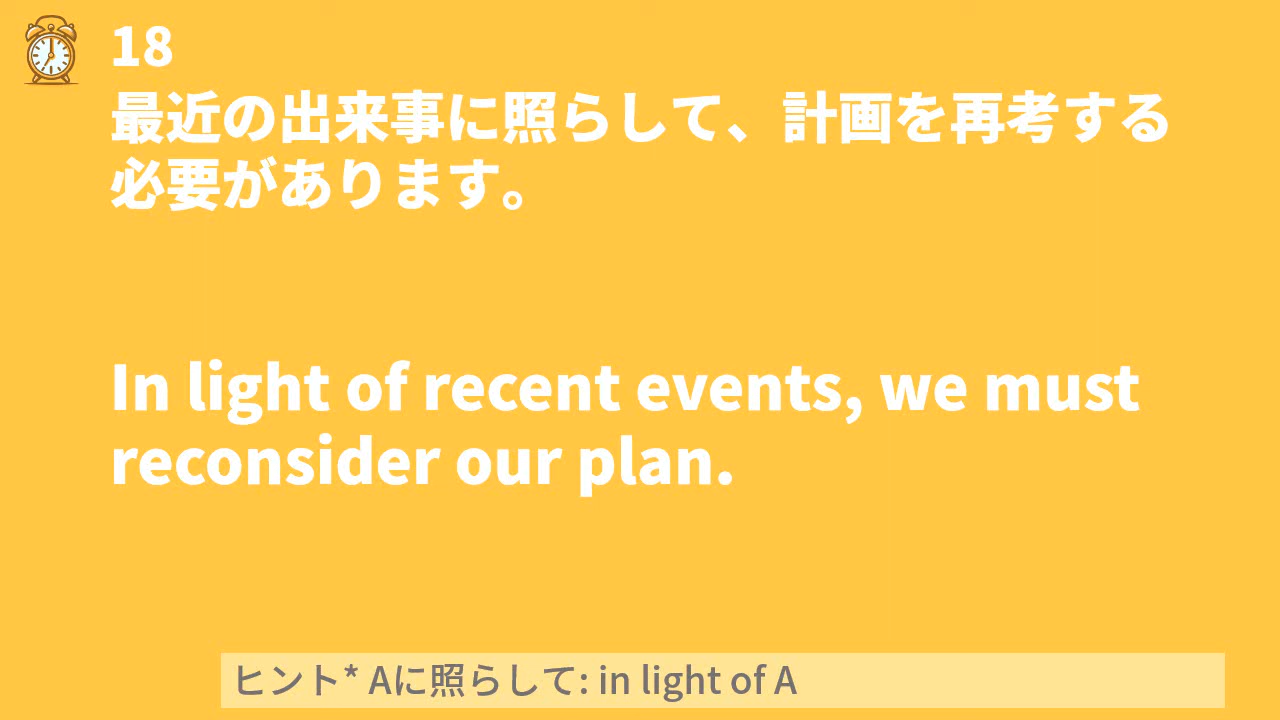 18
最近の出来事に照らして、計画を再考する
必要があります。
In light of recent events, we must
reconsider our plan.
ヒント* Aに照らして: in light of A